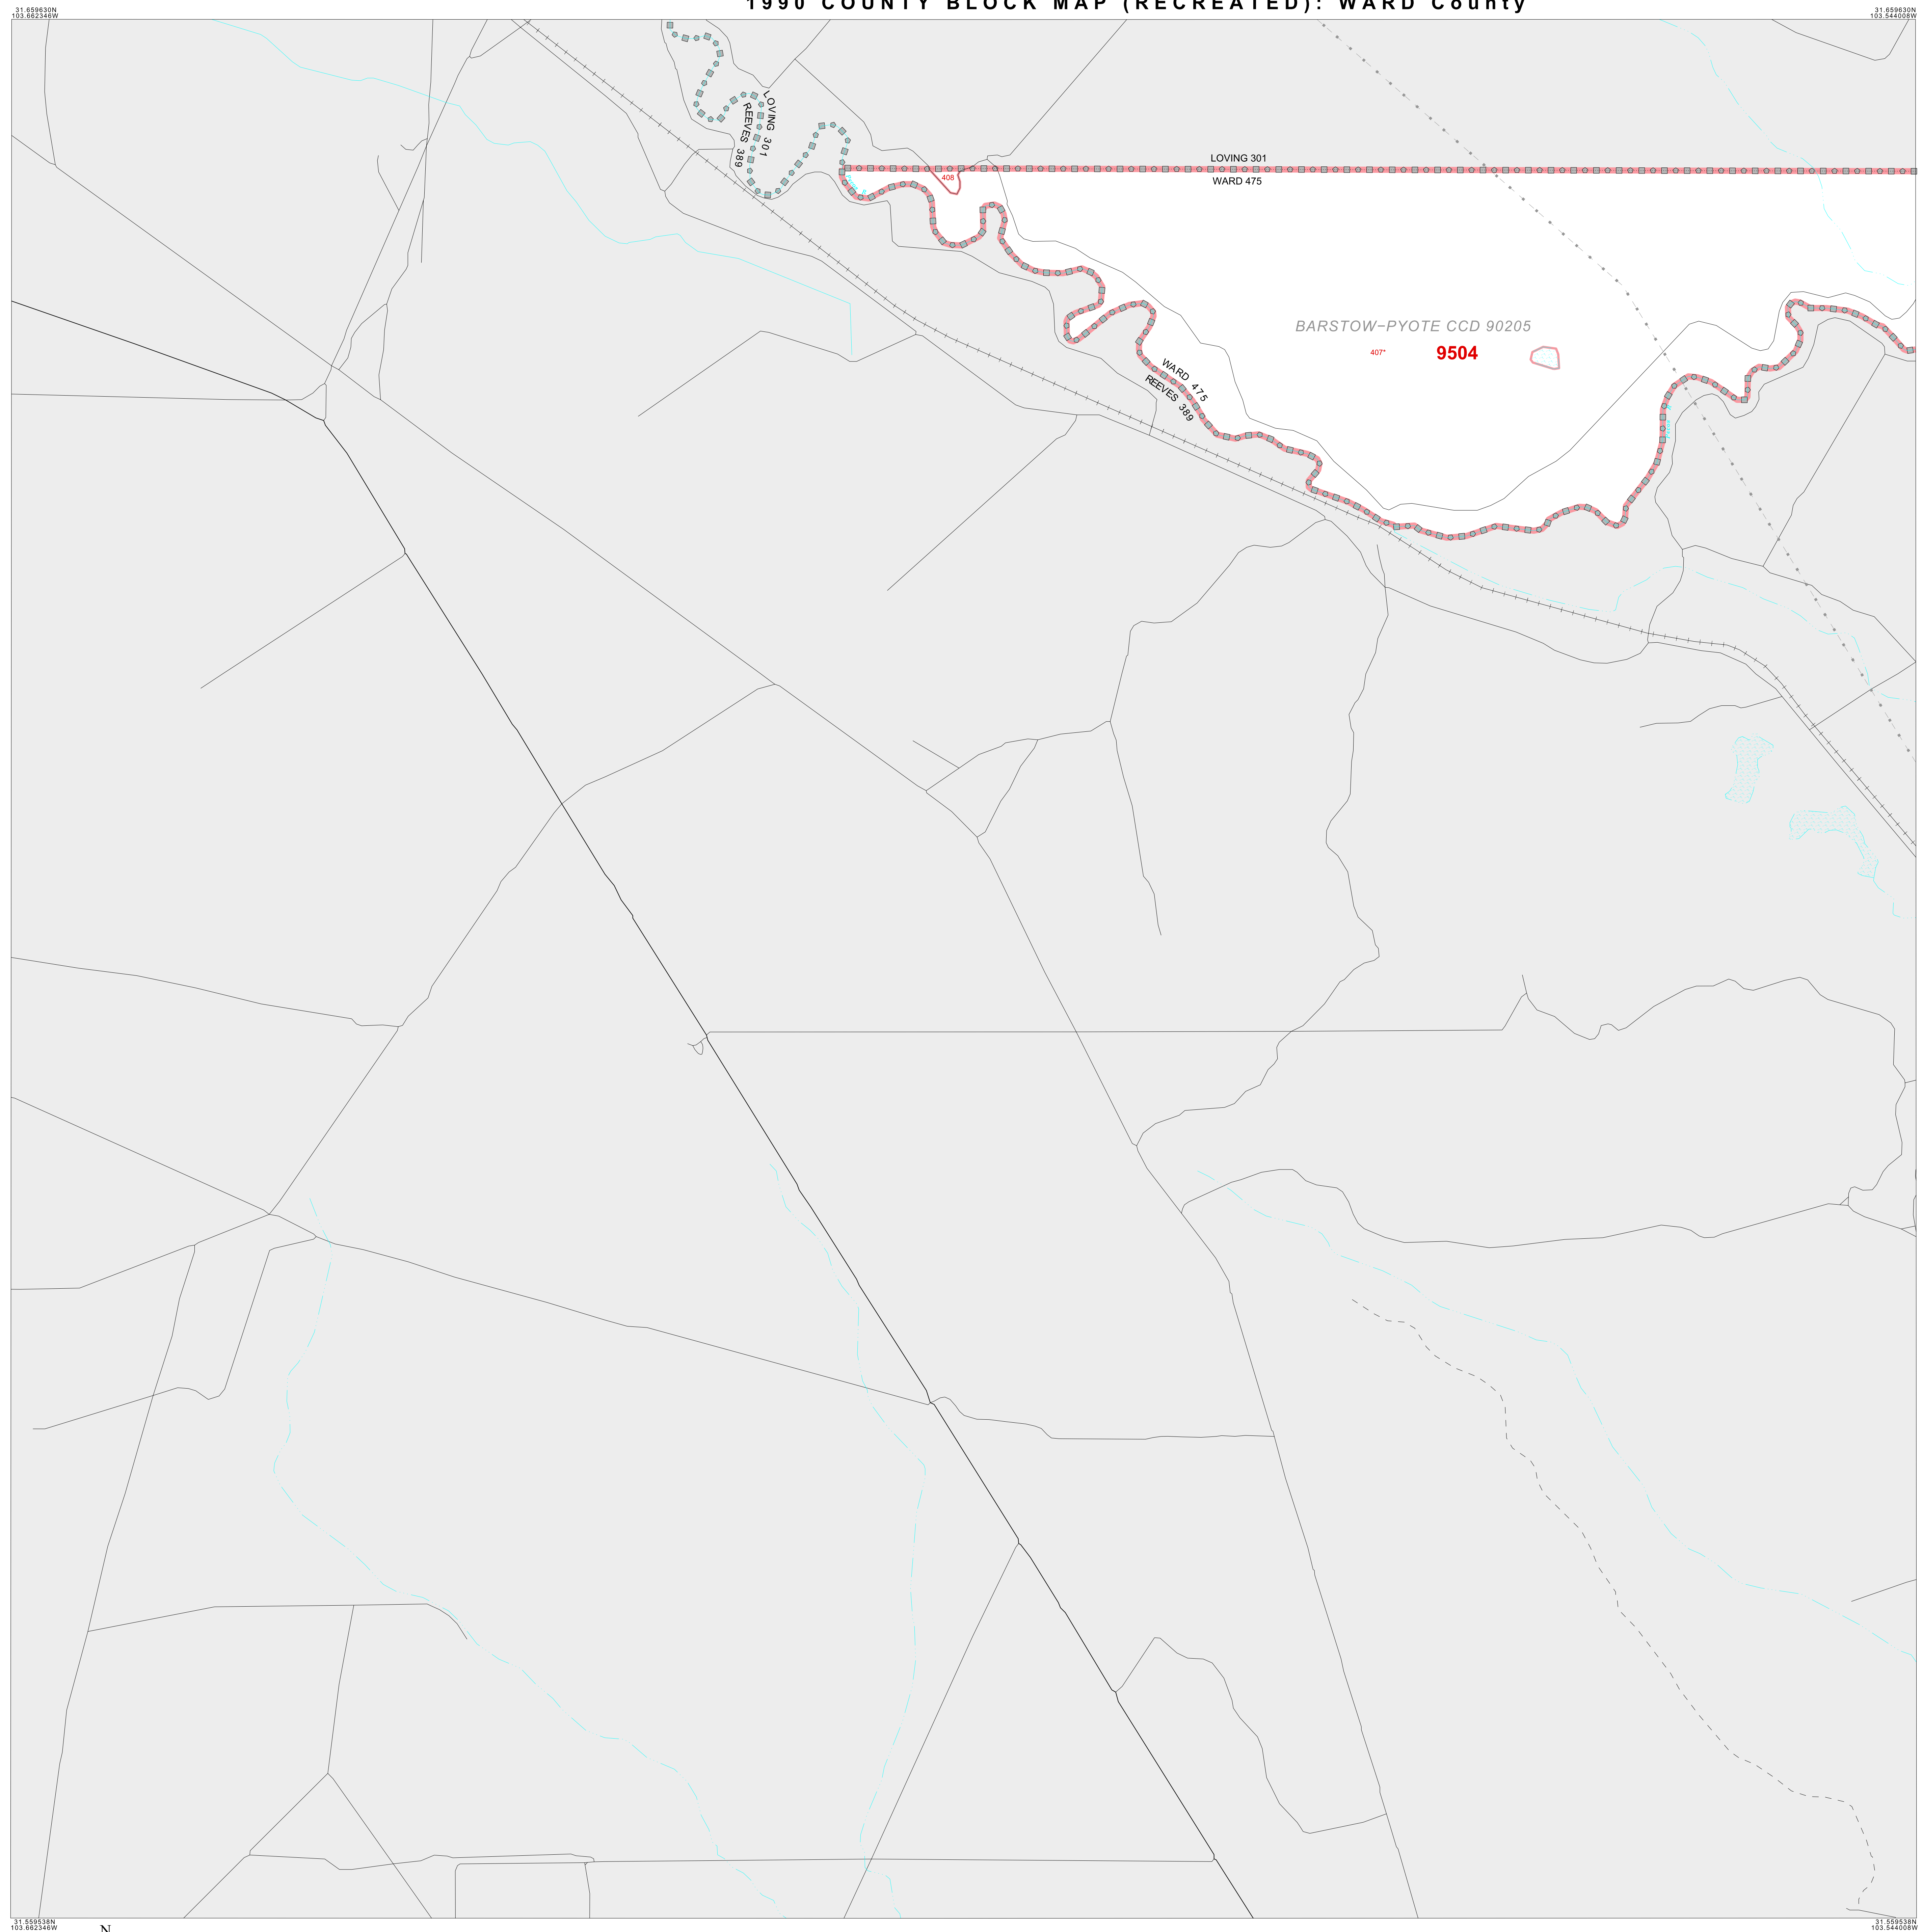 1990 COUNTY BLOCK MAP (RECREATED): WARD County
31.659630N
103.662346W
31.659630N
103.544008W
LOVING 301
REEVES 389
LOVING 301
WARD 475
408
BARSTOW-PYOTE CCD 90205
407*
9504
WARD 475
REEVES 389
31.559538N
103.662346W
N
31.559538N
103.544008W